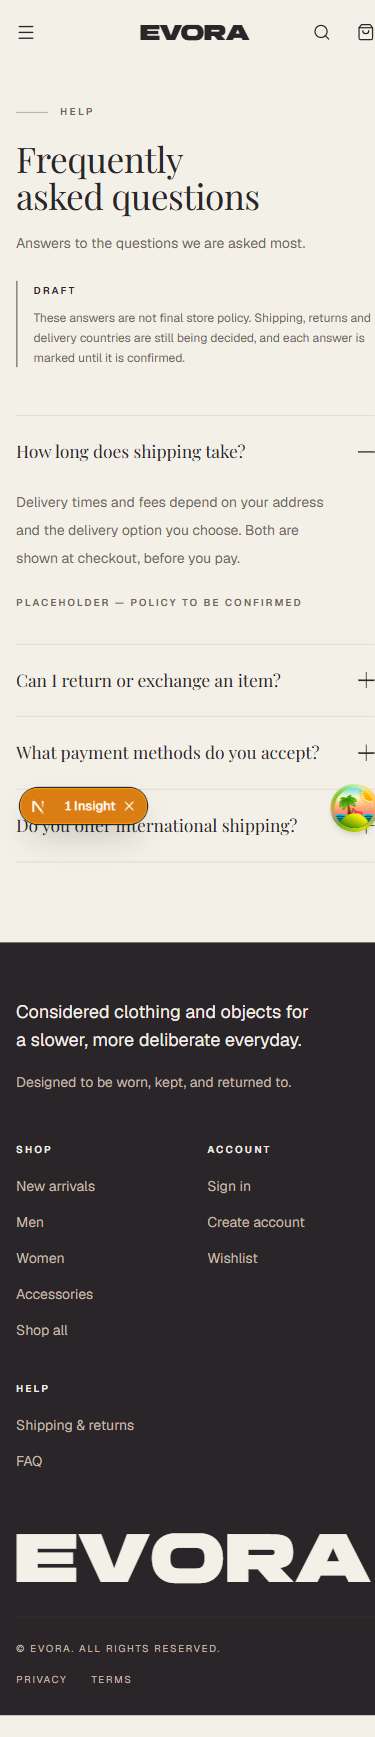 EVORA
HELP
Frequently
asked questions
Answers to the questions we are asked most.
DRAFT
These answers are not final store policy. Shipping, returns and
delivery countries are still being decided, and each answer is
marked until it is confirmed.
How long does shipping take?
Delivery times and fees depend on your address
and the delivery option you choose. Both are
shown at checkout, before you pay.
PLACEHOLDER — POLICY TO BE CONFIRMED
Can I return or exchange an item?
What payment methods do you accept?
N 1 Insight
Do you offer international shipping?
Considered clothing and objects for
a slower, more deliberate everyday.
Designed to be worn, kept, and returned to.
SHOP
New arrivals
Men
Women
Accessories
Shop all
ACCOUNT
Sign in
Create account
Wishlist
HELP
Shipping & returns
FAQ
EVORA
© EVORA. ALL RIGHTS RESERVED.
PRIVACY TERMS